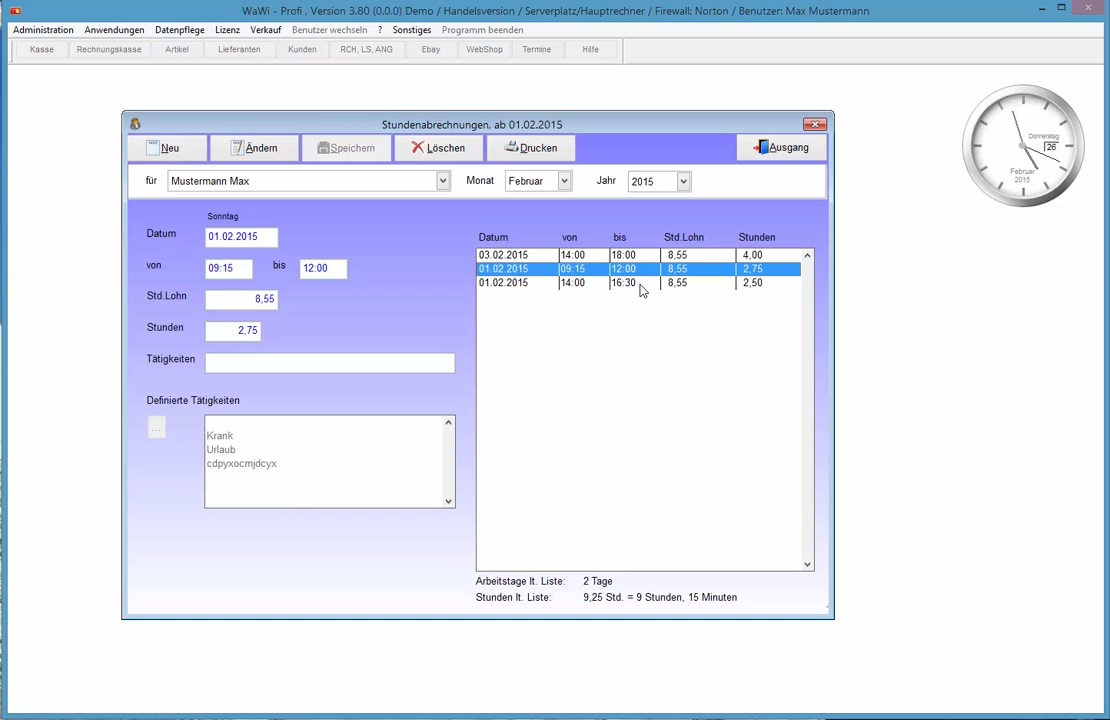 WaWi - Profi . Version 3.80 (0.0.0) Demo / Handelsversion / Serverplatz/Hauptrechner / Firewall: Norton / Benutzer: Max Mustermann
Administration Anwendungen Datenpflege Lizenz Verkauf Benutzer wechseln ? Sonstiges Programm beenden
Kasse Rechnungskasse Artikel Lieferanten Kunden RCH, LS, ANG Ebay WebShop Termine Hilfe
Donnerstag
26
Februar
2015
Stundenabrechnungen, ab 01.02.2015
Neu Ändern Speichern Löschen Drucken Ausgang
für Mustermann Max Monat Februar Jahr 2015
Sonntag
Datum 01.02.2015
von 09:15 bis 12:00
Std.Lohn 8,55
Stunden 2,75
Tätigkeiten
Definierte Tätigkeiten
...
Krank
Urlaub
cdpyxocmjdcyx
Datum von bis Std.Lohn Stunden
03.02.2015 14:00 18:00 8,55 4,00
01.02.2015 09:15 12:00 8,55 2,75
01.02.2015 14:00 16:30 8,55 2,50
Arbeitstage lt. Liste: 2 Tage
Stunden lt. Liste: 9,25 Std. = 9 Stunden, 15 Minuten